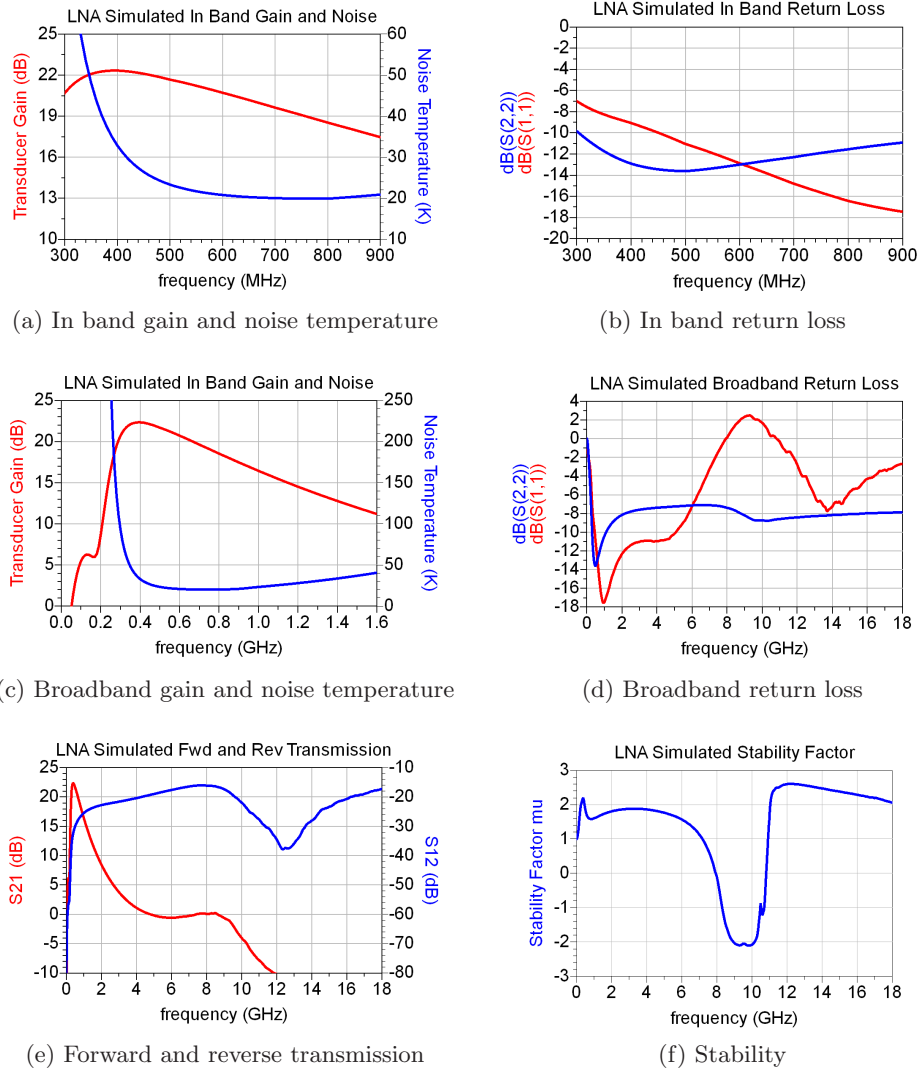 LNA Simulated In Band Gain and Noise
Transducer Gain (dB)
25
22
19
16
13
10
60
50
40
30
20
10
Noise Temperature (K)
300 400 500 600 700 800 900
frequency (MHz)
(a) In band gain and noise temperature
LNA Simulated In Band Return Loss
dB(S(2,2))
dB(S(1,1))
0
-2
-4
-6
-8
-10
-12
-14
-16
-18
-20
300 400 500 600 700 800 900
frequency (MHz)
(b) In band return loss
LNA Simulated In Band Gain and Noise
Transducer Gain (dB)
25
20
15
10
5
0
250
200
150
100
50
0
Noise Temperature (K)
0.0 0.2 0.4 0.6 0.8 1.0 1.2 1.4 1.6
frequency (GHz)
(c) Broadband gain and noise temperature
LNA Simulated Broadband Return Loss
dB(S(2,2))
dB(S(1,1))
4
2
0
-2
-4
-6
-8
-10
-12
-14
-16
-18
0 2 4 6 8 10 12 14 16 18
frequency (GHz)
(d) Broadband return loss
LNA Simulated Fwd and Rev Transmission
S21 (dB)
25
20
15
10
5
0
-5
-10
-10
-20
-30
-40
-50
-60
-70
-80
S12 (dB)
0 2 4 6 8 10 12 14 16 18
frequency (GHz)
(e) Forward and reverse transmission
LNA Simulated Stability Factor
Stability Factor mu
3
2
1
0
-1
-2
-3
0 2 4 6 8 10 12 14 16 18
frequency (GHz)
(f) Stability